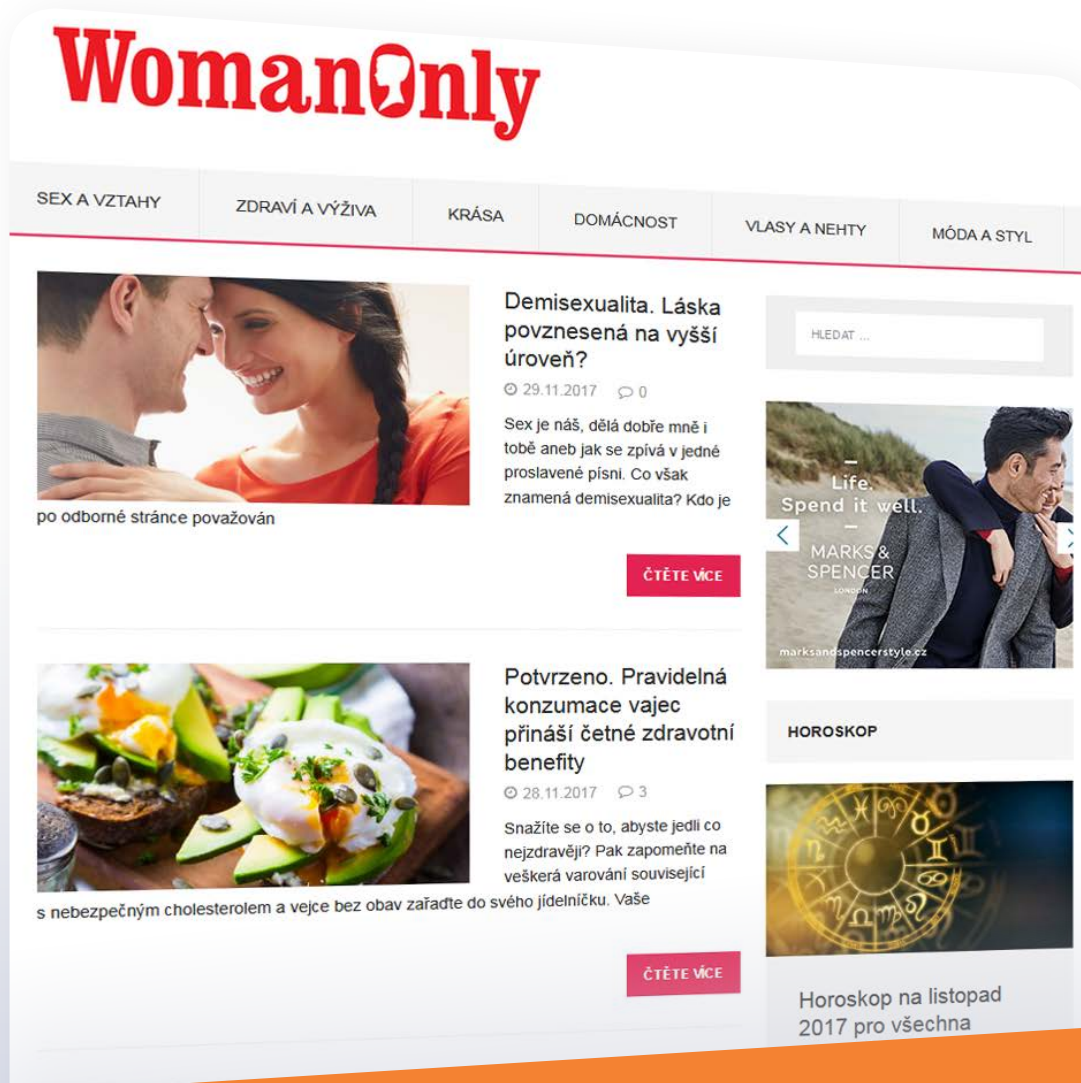 WomanOnly
SEX A VZTAHY
ZDRAVÍ A VÝŽIVA
KRÁSA
DOMÁCNOST
VLASY A NEHTY
MÓDA A STYL
Demisexualita. Láska
povznesená na vyšší
úroveň?
29.11.2017 0
Sex je náš, dělá dobře mně i
tobě aneb jak se zpívá v jedné
proslavené písni. Co však
znamená demisexualita? Kdo je
po odborné stránce považován
ČTĚTE VÍCE
Potvrzeno. Pravidelná
konzumace vajec
přináší četné zdravotní
benefity
28.11.2017 3
Snažíte se o to, abyste jedli co
nejzdravěji? Pak zapomeňte na
veškerá varování související
s nebezpečným cholesterolem a vejce bez obav zařaďte do svého jídelníčku. Vaše
ČTĚTE VÍCE
HLEDAT ...
Life.
Spend it well.
MARKS &
SPENCER
LONDON
marksandspencerstyle.cz
HOROSKOP
Horoskop na listopad
2017 pro všechna